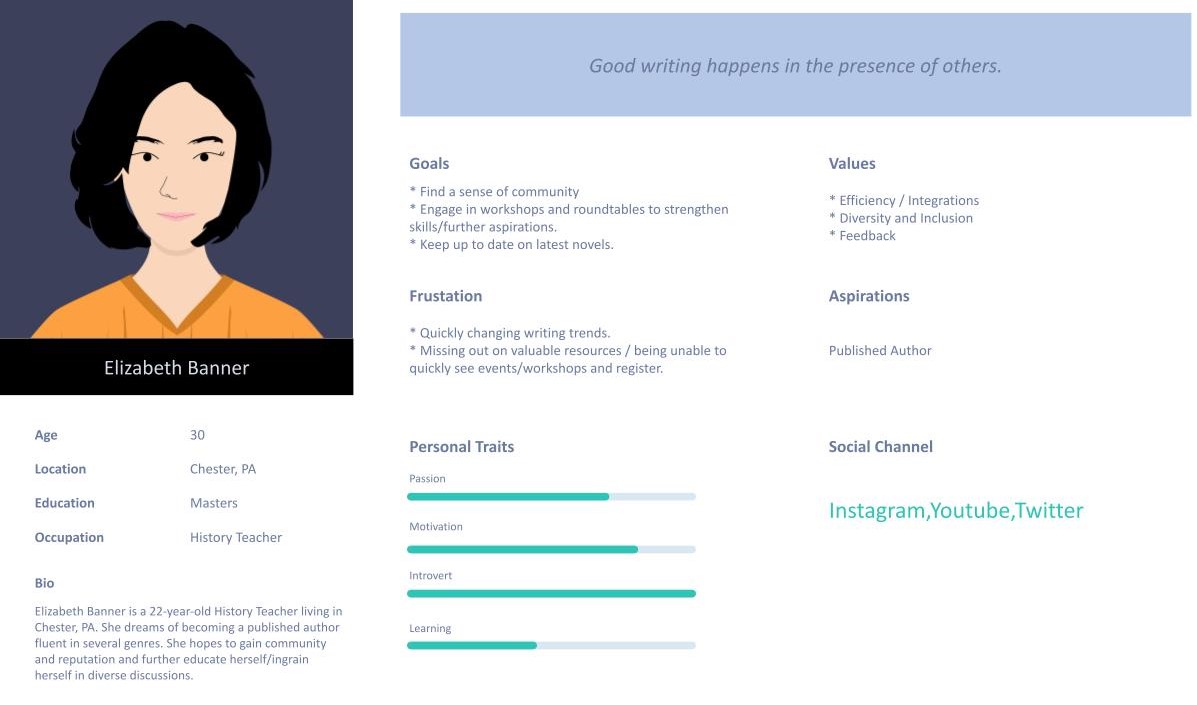 Good writing happens in the presence of others.
Elizabeth Banner
Age 30
Location Chester, PA
Education Masters
Occupation History Teacher
Bio
Elizabeth Banner is a 22-year-old History Teacher living in
Chester, PA. She dreams of becoming a published author
fluent in several genres. She hopes to gain community
and reputation and further educate herself/ingrain
herself in diverse discussions.
Goals
* Find a sense of community
* Engage in workshops and roundtables to strengthen
skills/further aspirations.
* Keep up to date on latest novels.
Values
* Efficiency / Integrations
* Diversity and Inclusion
* Feedback
Frustation
* Quickly changing writing trends.
* Missing out on valuable resources / being unable to
quickly see events/workshops and register.
Aspirations
Published Author
Personal Traits
Passion
Motivation
Introvert
Learning
Social Channel
Instagram,Youtube,Twitter